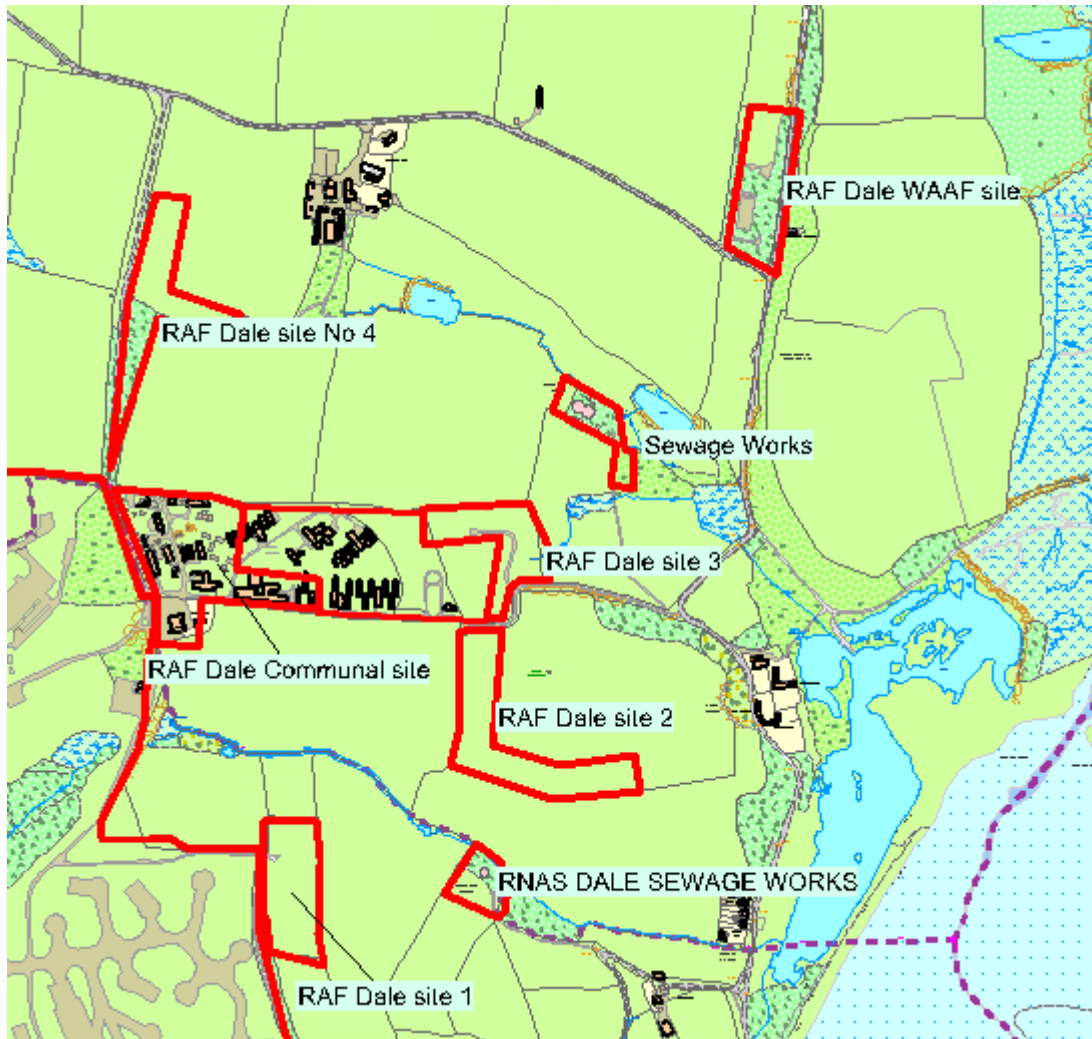 RAF Dale WAAF site
RAF Dale site No 4
Sewage Works
RAF Dale site 3
RAF Dale Communal site
RAF Dale site 2
RNAS DALE SEWAGE WORKS
RAF Dale site 1